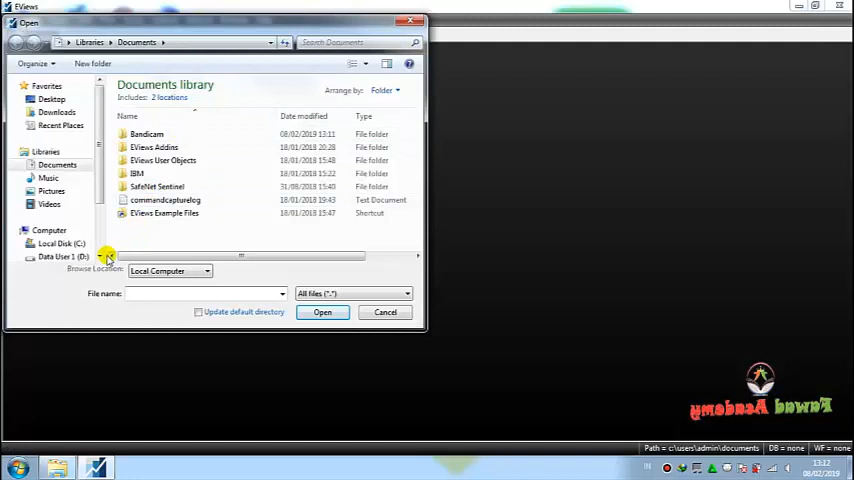 EViews
Open
Libraries Documents
Search Documents
Organize New folder
Favorites
Desktop
Downloads
Recent Places
Libraries
Documents
Music
Pictures
Videos
Computer
Local Disk (C:)
Data User 1 (D:)
Documents library
Includes: 2 locations
Arrange by: Folder
Name Date modified Type
Bandicam 08/02/2019 13:11 File folder
EViews Addins 18/01/2018 20:28 File folder
EViews User Objects 18/01/2018 15:48 File folder
IBM 18/01/2018 15:22 File folder
SafeNet Sentinel 31/08/2018 15:40 File folder
commandcapturelog 18/01/2018 19:43 Text Document
EViews Example Files 18/01/2018 15:47 Shortcut
Browse Location: Local Computer
File name: All files (*.*)
Update default directory Open Cancel
Fawad Academy
Path = c:\users\admin\documents DB = none WF = none
IN 13:12
08/02/2019